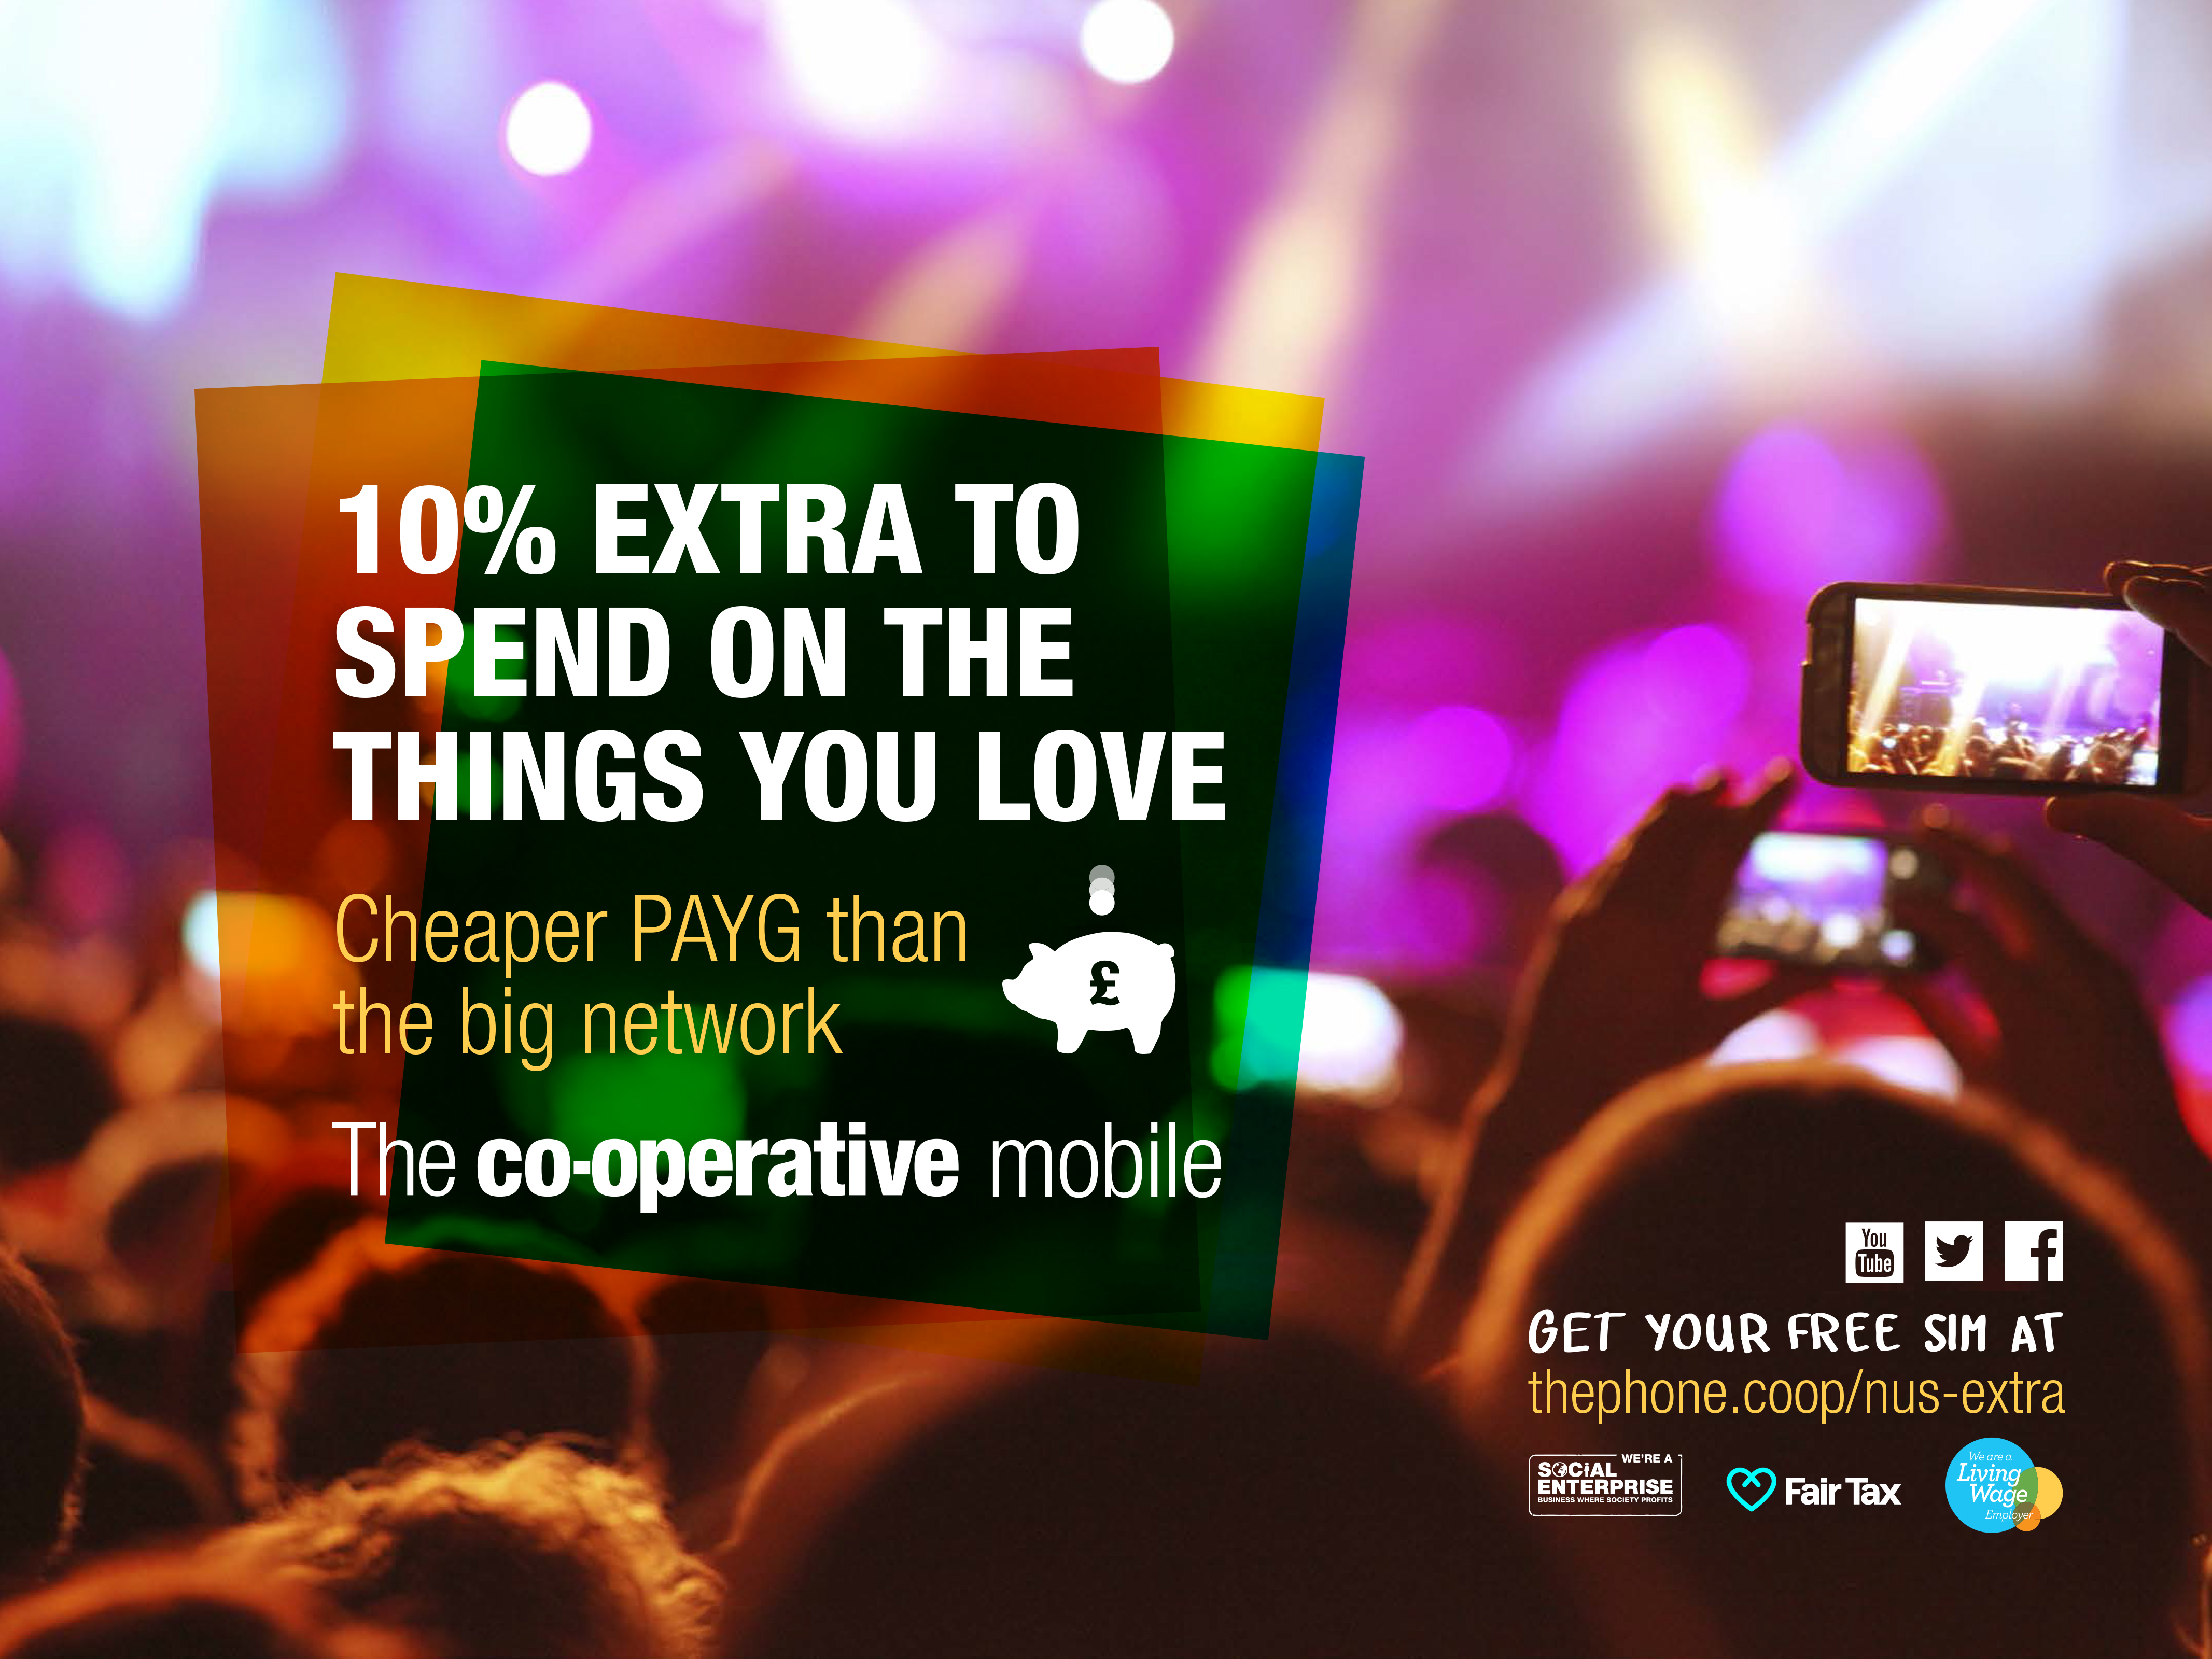 10% EXTRA TO
SPEND ON THE
THINGS YOU LOVE
Cheaper PAYG than
the big network
£
The co-operative mobile
You
Tube
GET YOUR FREE SIM AT
thephone.coop/nus-extra
WE'RE A
SOCiAL
ENTERPRISE
BUSINESS WHERE SOCIETY PROFITS
Fair Tax
We are a
Living
Wage
Employer